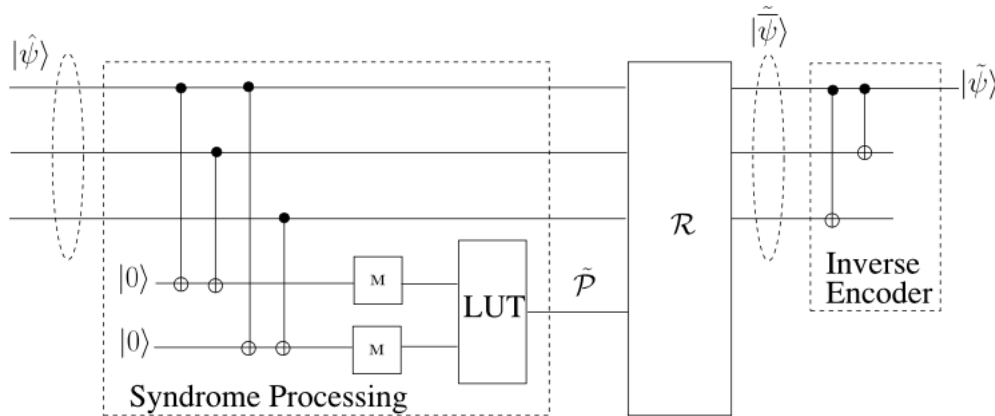 |ψ̂⟩
|ψ̄̃⟩
|ψ̃⟩
|0⟩
M
|0⟩
M
LUT
𝒫̃
ℛ
Inverse
Encoder
Syndrome Processing